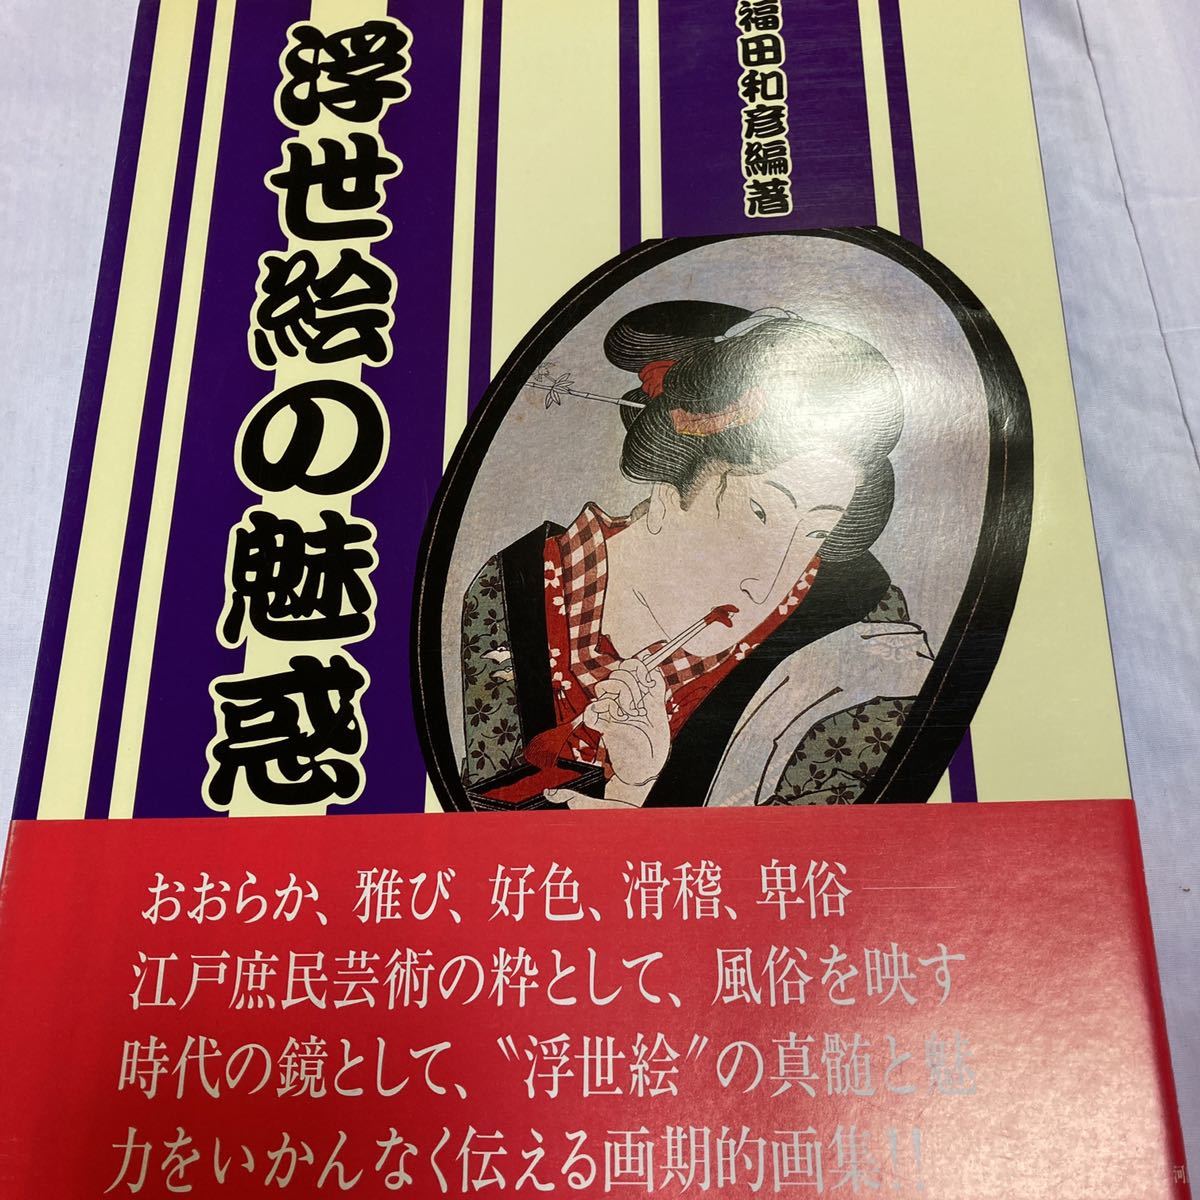 福田和彦編著
浮世絵の魅惑
おおらか、雅び、好色、滑稽、卑俗――
江戸庶民芸術の粋として、風俗を映す
時代の鏡として、〝浮世絵〟の真髄と魅
力をいかんなく伝える画期的画集!!
河